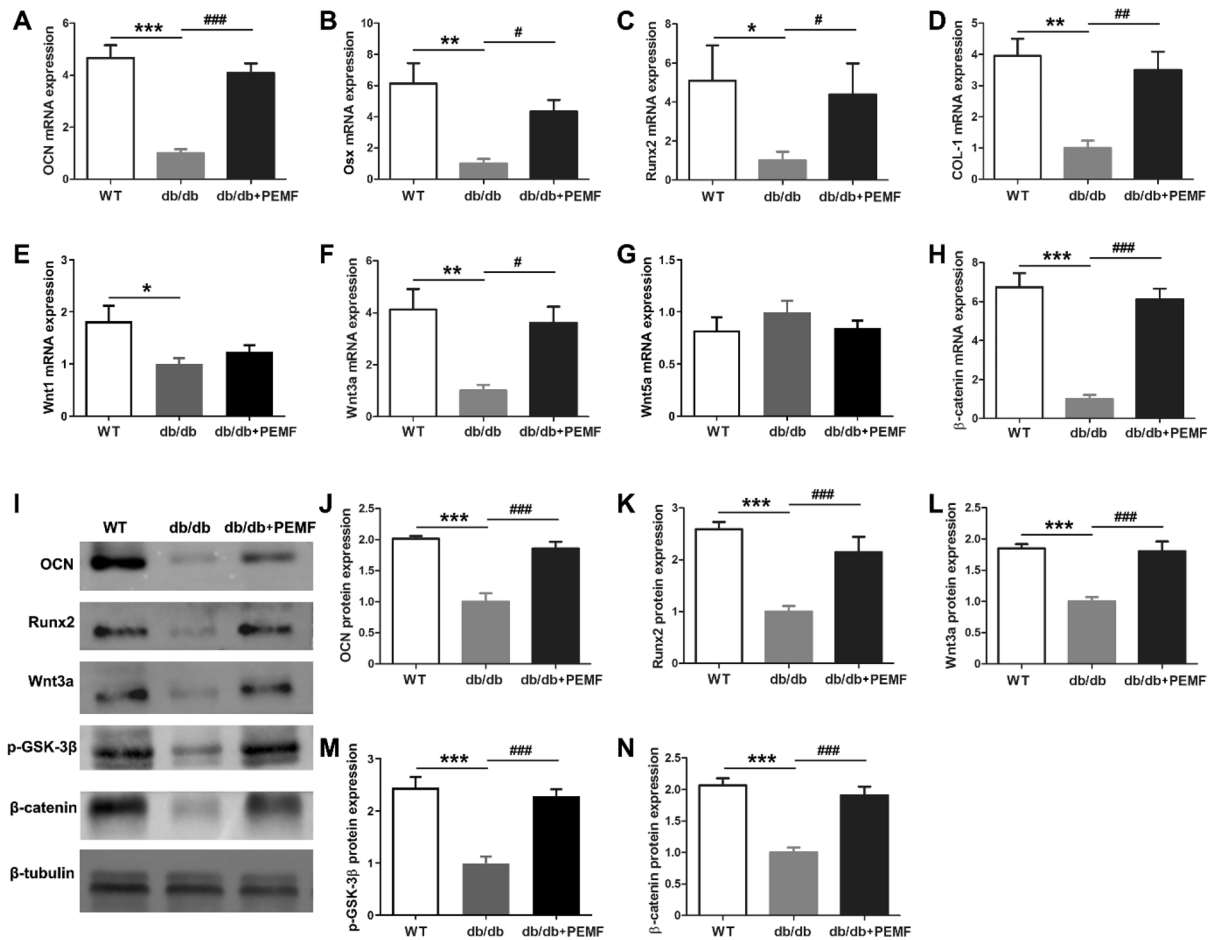 A
OCN mRNA expression
6
4
2
0
***
###
WT
db/db
db/db+PEMF
B
Osx mRNA expression
8
6
4
2
0
**
#
WT
db/db
db/db+PEMF
C
Runx2 mRNA expression
8
6
4
2
0
*
#
WT
db/db
db/db+PEMF
D
COL-1 mRNA expression
5
4
3
2
1
0
**
##
WT
db/db
db/db+PEMF
E
Wnt1 mRNA expression
3
2
1
0
*
WT
db/db
db/db+PEMF
F
Wnt3a mRNA expression
6
4
2
0
**
#
WT
db/db
db/db+PEMF
G
Wnt5a mRNA expression
1.5
1.0
0.5
0.0
WT
db/db
db/db+PEMF
H
β-catenin mRNA expression
8
6
4
2
0
***
###
WT
db/db
db/db+PEMF
I
WT db/db db/db+PEMF
OCN
Runx2
Wnt3a
p-GSK-3β
β-catenin
β-tubulin
J
OCN protein expression
2.5
2.0
1.5
1.0
0.5
0.0
***
###
WT
db/db
db/db+PEMF
K
Runx2 protein expression
3
2
1
0
***
###
WT
db/db
db/db+PEMF
L
Wnt3a protein expression
2.5
2.0
1.5
1.0
0.5
0.0
***
###
WT
db/db
db/db+PEMF
M
p-GSK-3β protein expression
3
2
1
0
***
###
WT
db/db
db/db+PEMF
N
β-catenin protein expression
2.5
2.0
1.5
1.0
0.5
0.0
***
###
WT
db/db
db/db+PEMF